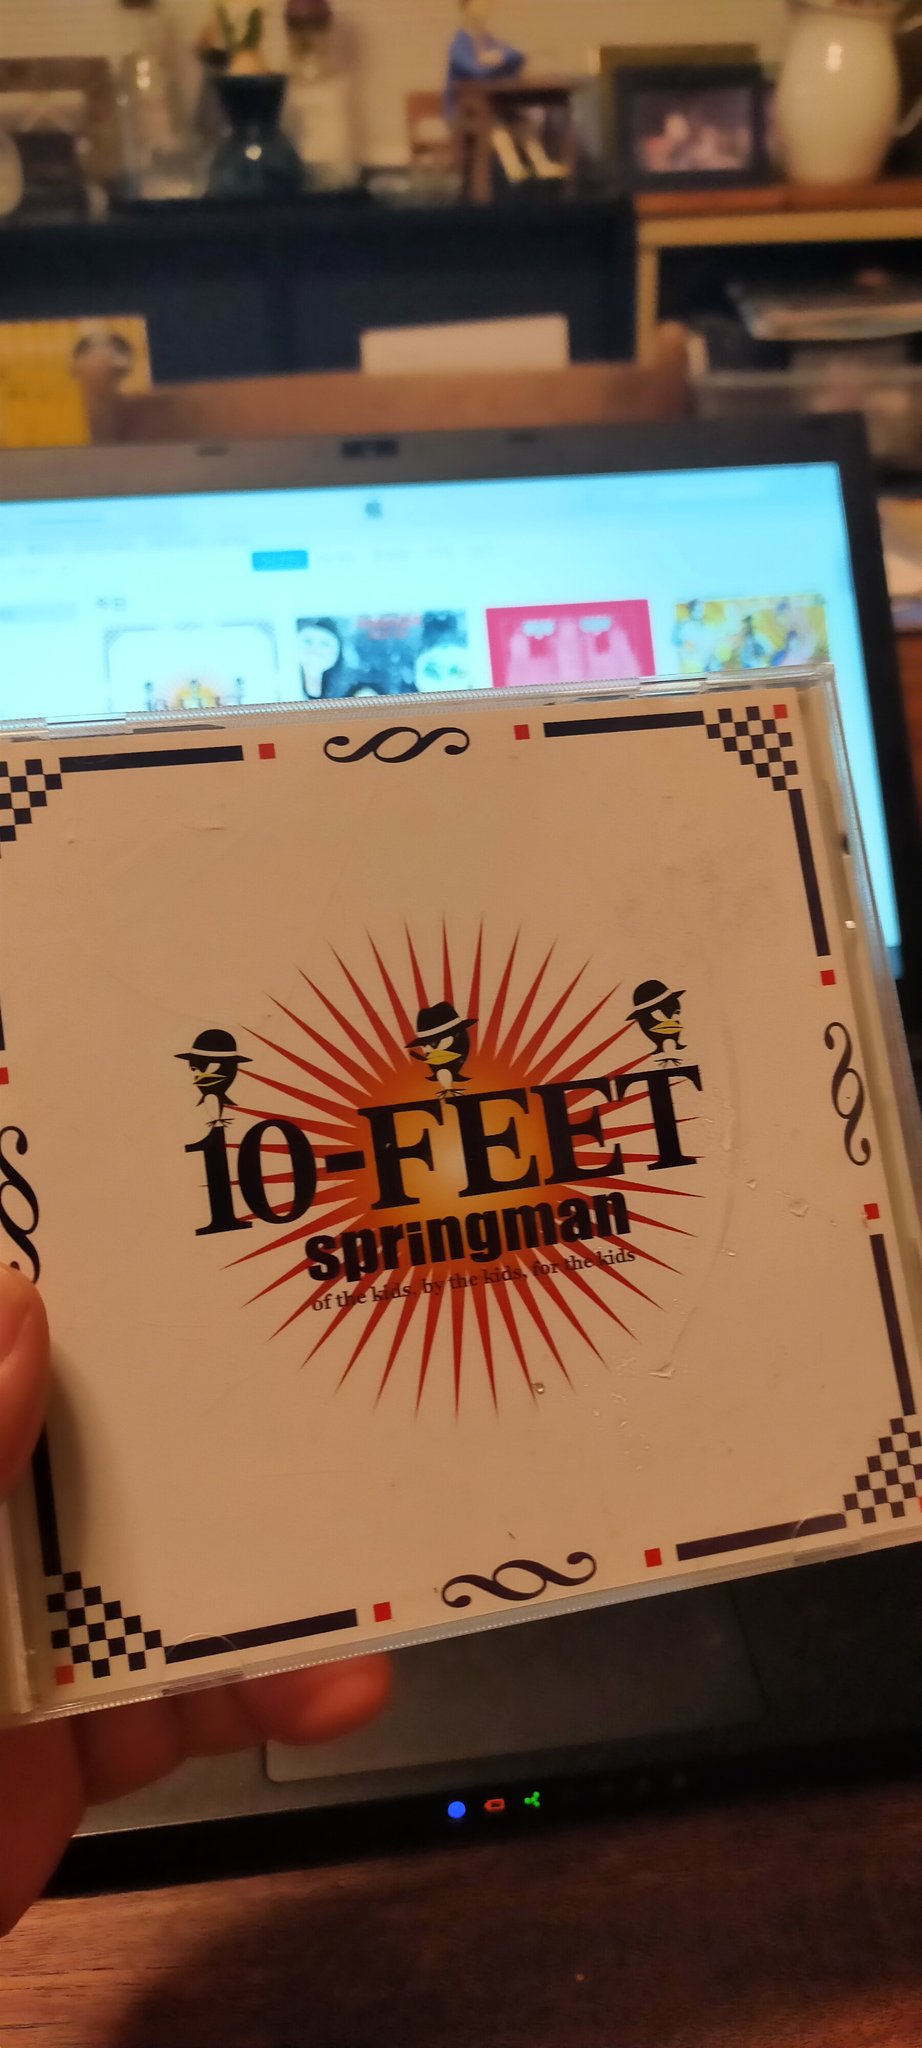 10-FEET
springman
of the kids, by the kids, for the kids